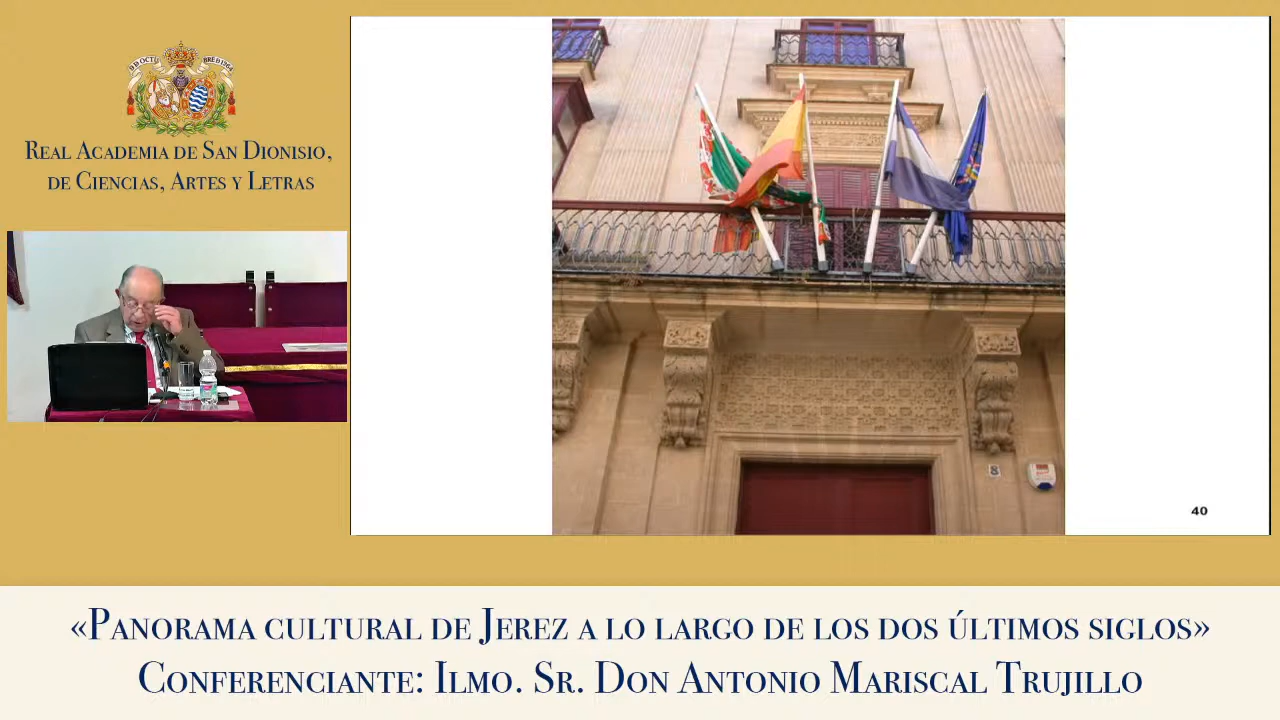 Real Academia de San Dionisio,
de Ciencias, Artes y Letras
8
40
«Panorama cultural de Jerez a lo largo de los dos últimos siglos»
Conferenciante: Ilmo. Sr. Don Antonio Mariscal Trujillo